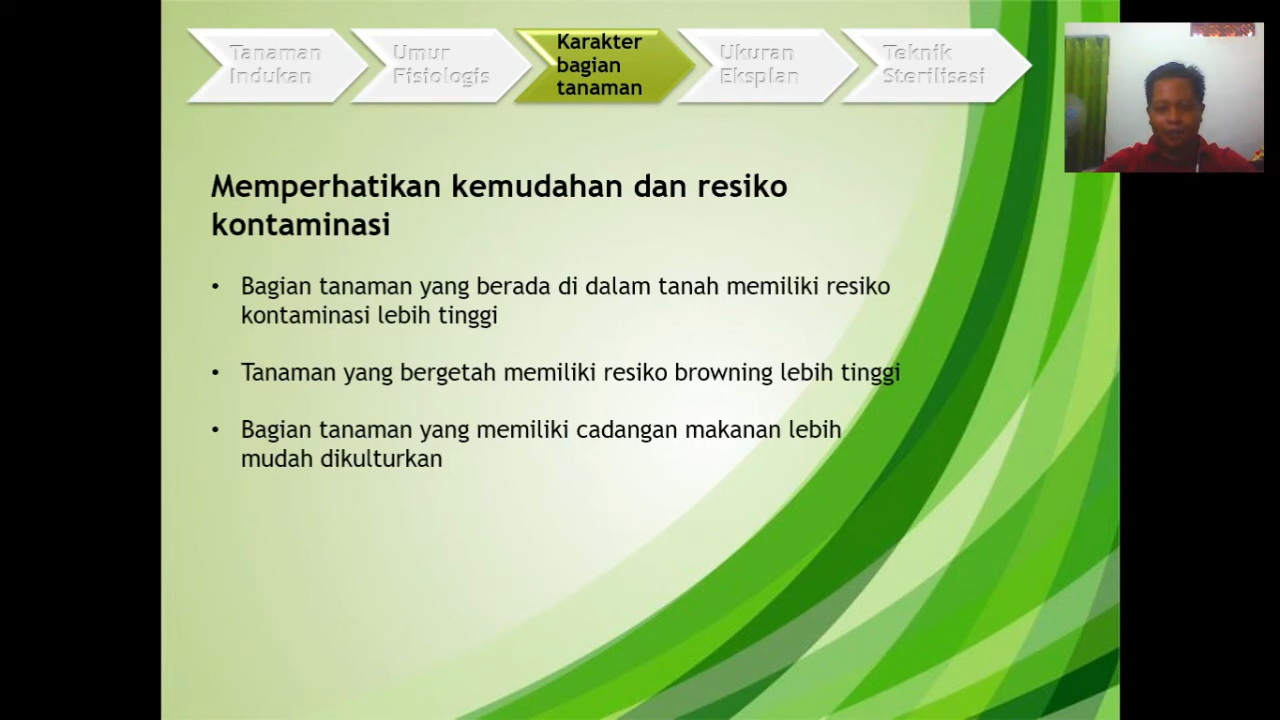 Tanaman
Indukan
Umur
Fisiologis
Karakter
bagian
tanaman
Ukuran
Eksplan
Teknik
Sterilisasi
Memperhatikan kemudahan dan resiko
kontaminasi
• Bagian tanaman yang berada di dalam tanah memiliki resiko
kontaminasi lebih tinggi
• Tanaman yang bergetah memiliki resiko browning lebih tinggi
• Bagian tanaman yang memiliki cadangan makanan lebih
mudah dikulturkan